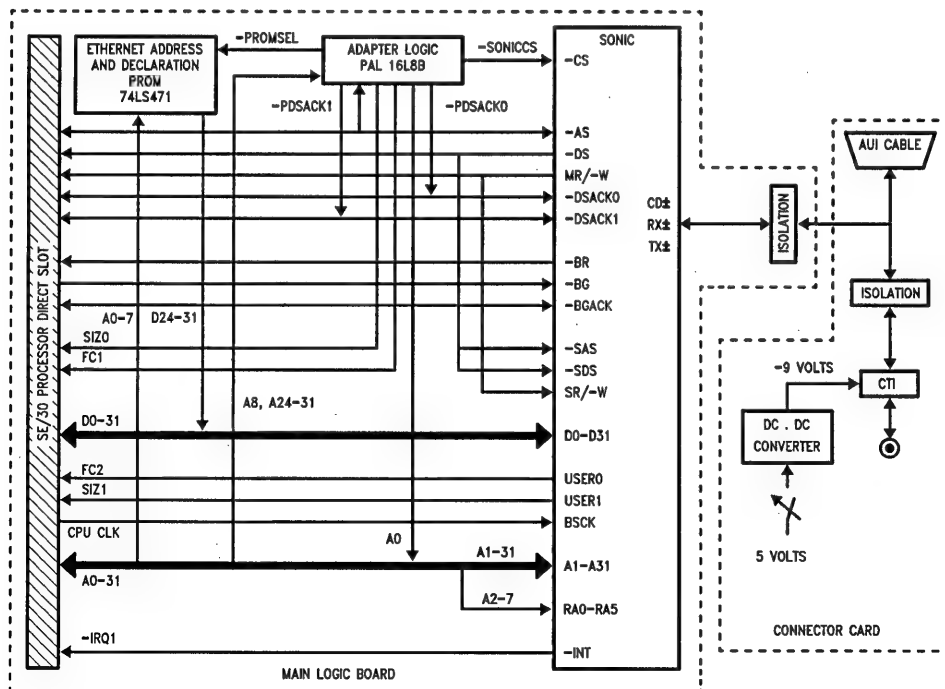 ETHERNET ADDRESS
AND DECLARATION
PROM
74LS471
-PROMSEL
ADAPTER LOGIC
PAL 16L8B
-SONICCS
SONIC
-CS
-PDSACK1
-PDSACK0
-AS
-DS
MR/-W
-DSACK0
-DSACK1
CD±
RX±
TX±
ISOLATION
AUI CABLE
-BR
-BG
-BGACK
A0-7
D24-31
SIZ0
FC1
-SAS
-SDS
SR/-W
ISOLATION
-9 VOLTS
CTI
A8, A24-31
D0-31
D0-D31
DC . DC
CONVERTER
FC2
USER0
SIZ1
USER1
CPU CLK
BSCK
A0
A1-31
A0-31
A1-A31
5 VOLTS
A2-7
RA0-RA5
-IRQ1
-INT
SE/30 PROCESSOR DIRECT SLOT
MAIN LOGIC BOARD
CONNECTOR CARD